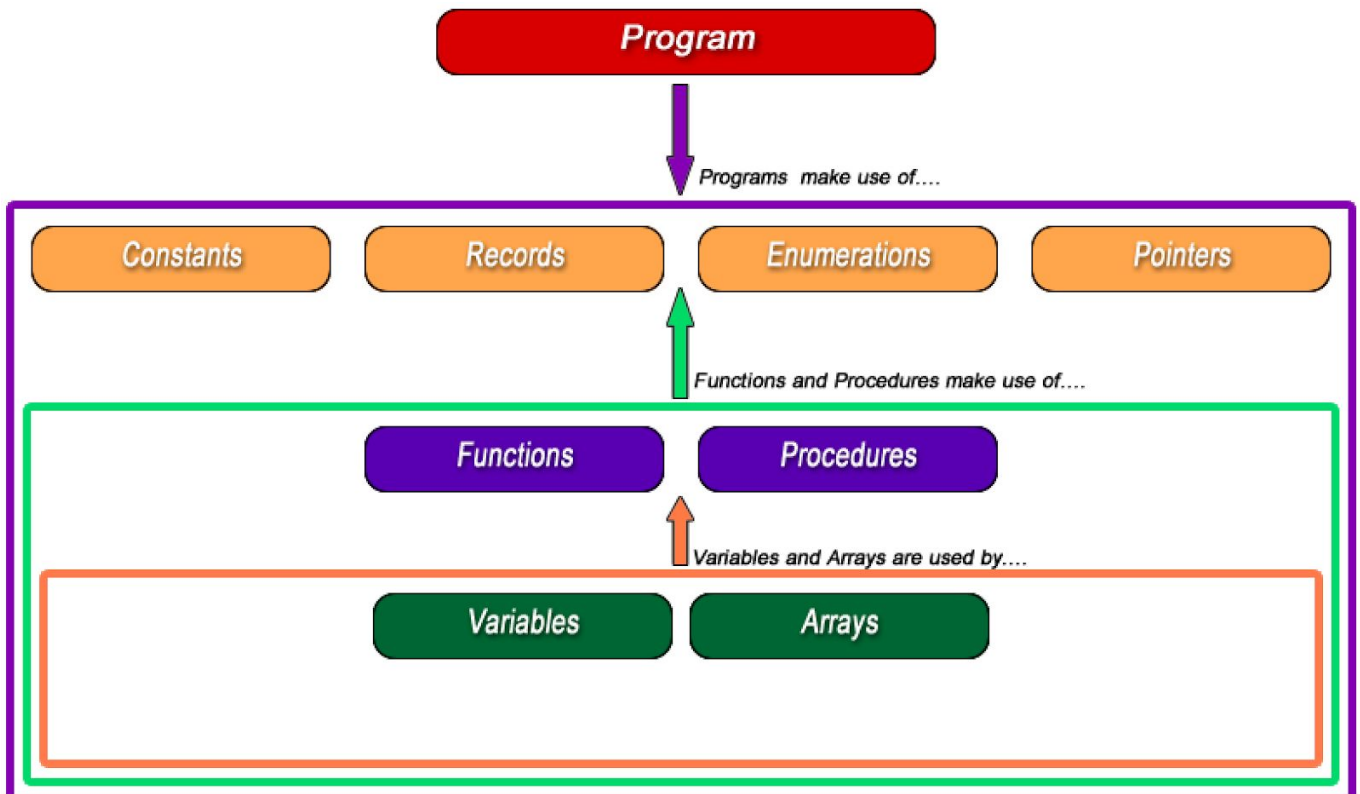 Program
Programs make use of....
Constants Records Enumerations Pointers
Functions and Procedures make use of....
Functions Procedures
Variables and Arrays are used by....
Variables Arrays